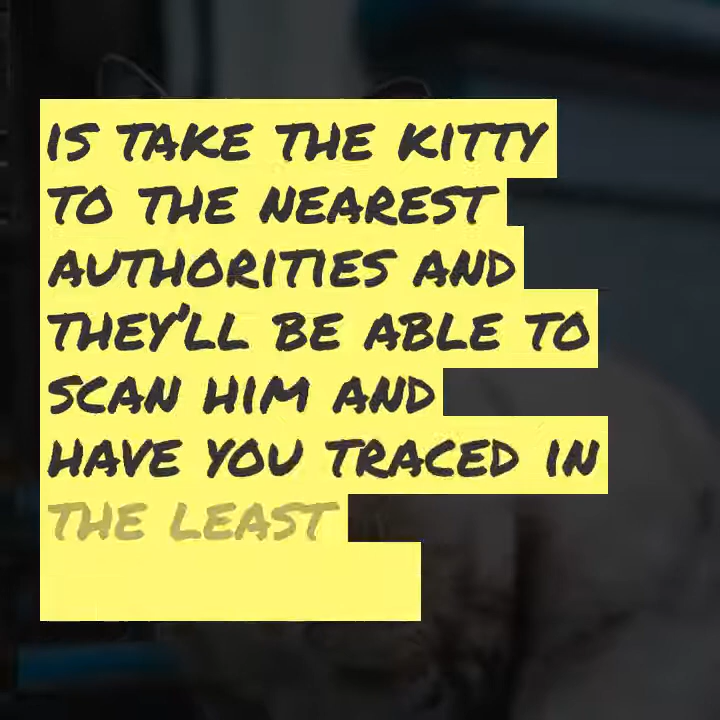 IS TAKE THE KITTY
TO THE NEAREST
AUTHORITIES AND
THEY'LL BE ABLE TO
SCAN HIM AND
HAVE YOU TRACED IN
THE LEAST